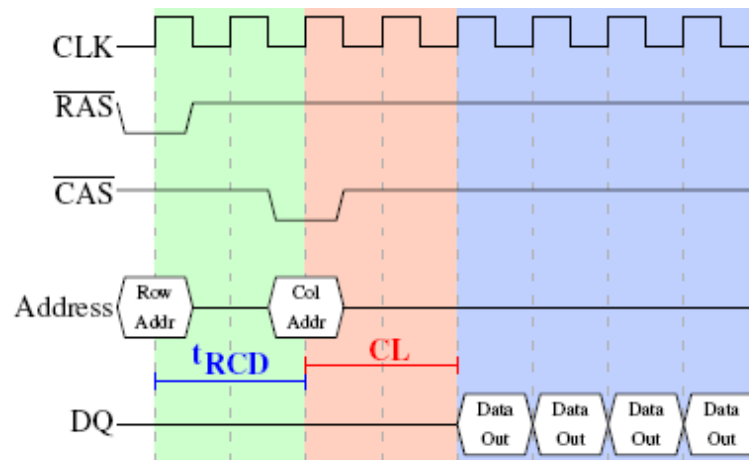 CLK
RAS
CAS
Address
Row
Addr
Col
Addr
tRCD
CL
DQ
Data
Out
Data
Out
Data
Out
Data
Out